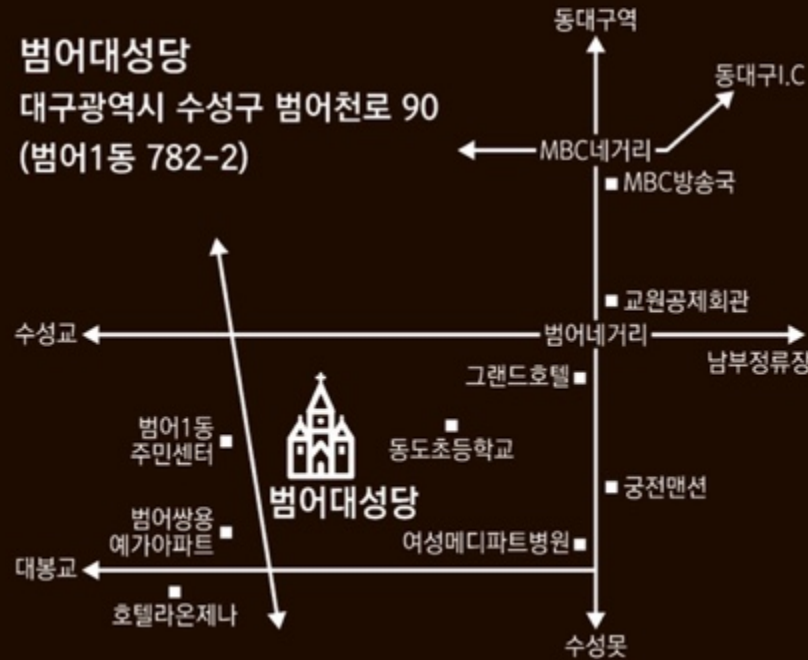 범어대성당
대구광역시 수성구 범어천로 90
(범어1동 782-2)
동대구역
동대구I.C
MBC네거리
MBC방송국
교원공제회관
수성교
범어네거리
남부정류장
그랜드호텔
범어1동
주민센터
동도초등학교
범어대성당
궁전맨션
범어쌍용
예가아파트
여성메디파트병원
대봉교
호텔라온제나
수성못